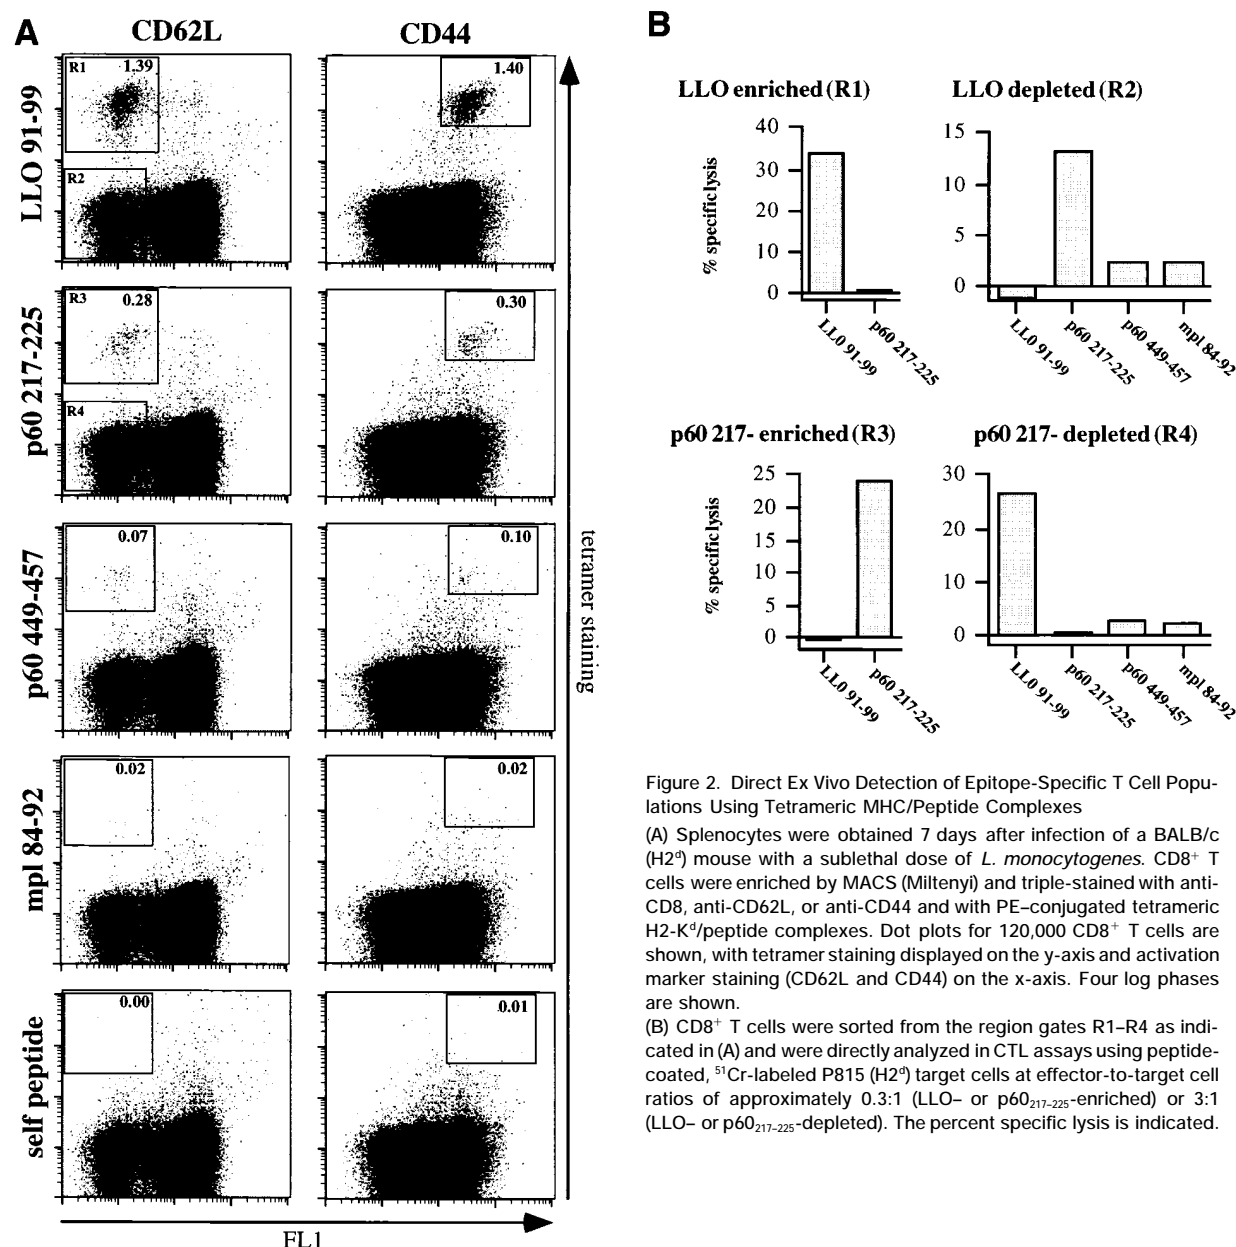 A
CD62L
CD44
LLO 91-99
R1
1.39
R2
1.40
p60 217-225
R3
0.28
R4
0.30
p60 449-457
0.07
0.10
mpl 84-92
0.02
0.02
self peptide
0.00
0.01
tetramer staining
FL1
B
LLO enriched (R1)
% specific lysis
40
30
20
10
0
LL0 91-99
p60 217-225
LLO depleted (R2)
15
10
5
0
LL0 91-99
p60 217-225
p60 449-457
mpl 84-92
p60 217- enriched (R3)
% specific lysis
25
20
15
10
5
0
LL0 91-99
p60 217-225
p60 217- depleted (R4)
30
20
10
0
LL0 91-99
p60 217-225
p60 449-457
mpl 84-92
Figure 2. Direct Ex Vivo Detection of Epitope-Specific T Cell Popu-
lations Using Tetrameric MHC/Peptide Complexes
(A) Splenocytes were obtained 7 days after infection of a BALB/c
(H2ᵈ) mouse with a sublethal dose of L. monocytogenes. CD8⁺ T
cells were enriched by MACS (Miltenyi) and triple-stained with anti-
CD8, anti-CD62L, or anti-CD44 and with PE–conjugated tetrameric
H2-Kᵈ/peptide complexes. Dot plots for 120,000 CD8⁺ T cells are
shown, with tetramer staining displayed on the y-axis and activation
marker staining (CD62L and CD44) on the x-axis. Four log phases
are shown.
(B) CD8⁺ T cells were sorted from the region gates R1–R4 as indi-
cated in (A) and were directly analyzed in CTL assays using peptide-
coated, ⁵¹Cr-labeled P815 (H2ᵈ) target cells at effector-to-target cell
ratios of approximately 0.3:1 (LLO– or p60₂₁₇₋₂₂₅-enriched) or 3:1
(LLO– or p60₂₁₇₋₂₂₅-depleted). The percent specific lysis is indicated.